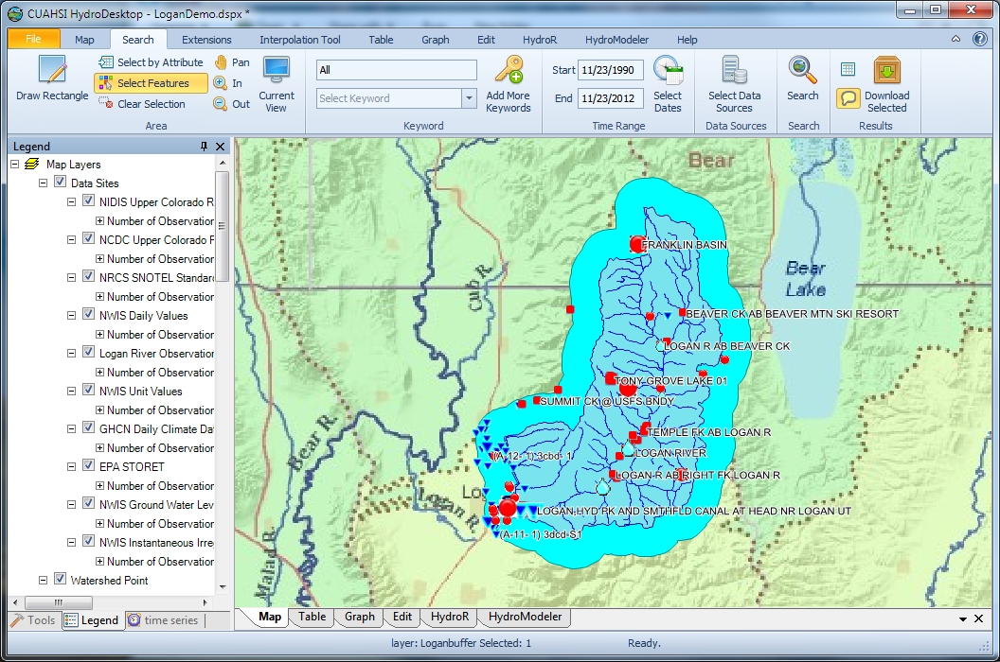 CUAHSI HydroDesktop - LoganDemo.dspx *
File Map Search Extensions Interpolation Tool Table Graph Edit HydroR HydroModeler Help
Draw Rectangle
Select by Attribute
Select Features
Clear Selection
Pan
In
Out
Current View
Area
All
Select Keyword
Add More Keywords
Keyword
Start 11/23/1990
End 11/23/2012
Select Dates
Time Range
Select Data Sources
Data Sources
Search
Search
Download Selected
Results
Legend
Map Layers
Data Sites
NIDIS Upper Colorado R
Number of Observation
NCDC Upper Colorado F
Number of Observation
NRCS SNOTEL Standard
Number of Observation
NWIS Daily Values
Number of Observation
Logan River Observation
Number of Observation
NWIS Unit Values
Number of Observation
GHCN Daily Climate Dat
Number of Observation
EPA STORET
Number of Observation
NWIS Ground Water Lev
Number of Observation
NWIS Instantaneous Irre
Number of Observation
Watershed Point
Tools Legend time series
Bear
FRANKLIN BASIN
Bear Lake
Cub R.
BEAVER CK AB BEAVER MTN SKI RESORT
LOGAN R AB BEAVER CK
TONY GROVE LAKE 01
SUMMIT CK @ USFS BNDY
Bear R.
TEMPLE FK AB LOGAN R
(A-12- 1) 3cbd- 1
LOGAN RIVER
LOGAN R AB RIGHT FK LOGAN R
Logan R.
LOGAN,HYD PK AND SMTHFLD CANAL AT HEAD NR LOGAN UT
(A-11- 1) 3dcd-S1
Malad R.
Map Table Graph Edit HydroR HydroModeler
layer: Loganbuffer Selected: 1 Ready.